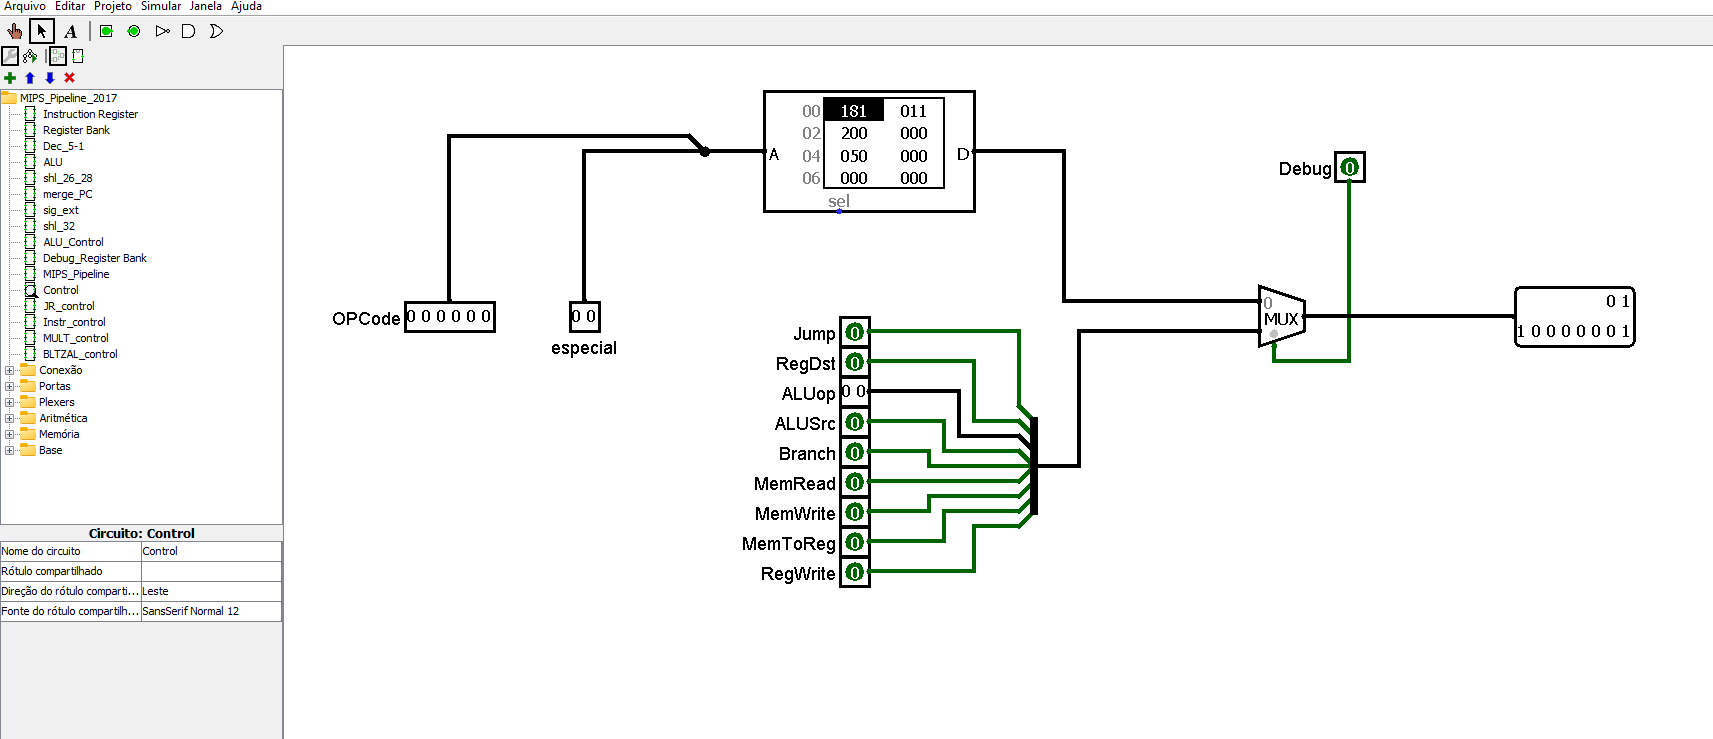 Arquivo Editar Projeto Simular Janela Ajuda
A
MIPS_Pipeline_2017
Instruction Register
Register Bank
Dec_5-1
ALU
shl_26_28
merge_PC
sig_ext
shl_32
ALU_Control
Debug_Register Bank
MIPS_Pipeline
Control
JR_control
Instr_control
MULT_control
BLTZAL_control
Conexão
Portas
Plexers
Aritmética
Memória
Base
Circuito: Control
Nome do circuito Control
Rótulo compartilhado
Direção do rótulo comparti... Leste
Fonte do rótulo compartilh... SansSerif Normal 12
00 181 011
02 200 000
A 04 050 000 D
06 000 000
sel
Debug 0
OPCode 0 0 0 0 0 0
0 0
especial
0
MUX
0 1
1 0 0 0 0 0 0 1
Jump 0
RegDst 0
ALUop 0 0
ALUSrc 0
Branch 0
MemRead 0
MemWrite 0
MemToReg 0
RegWrite 0